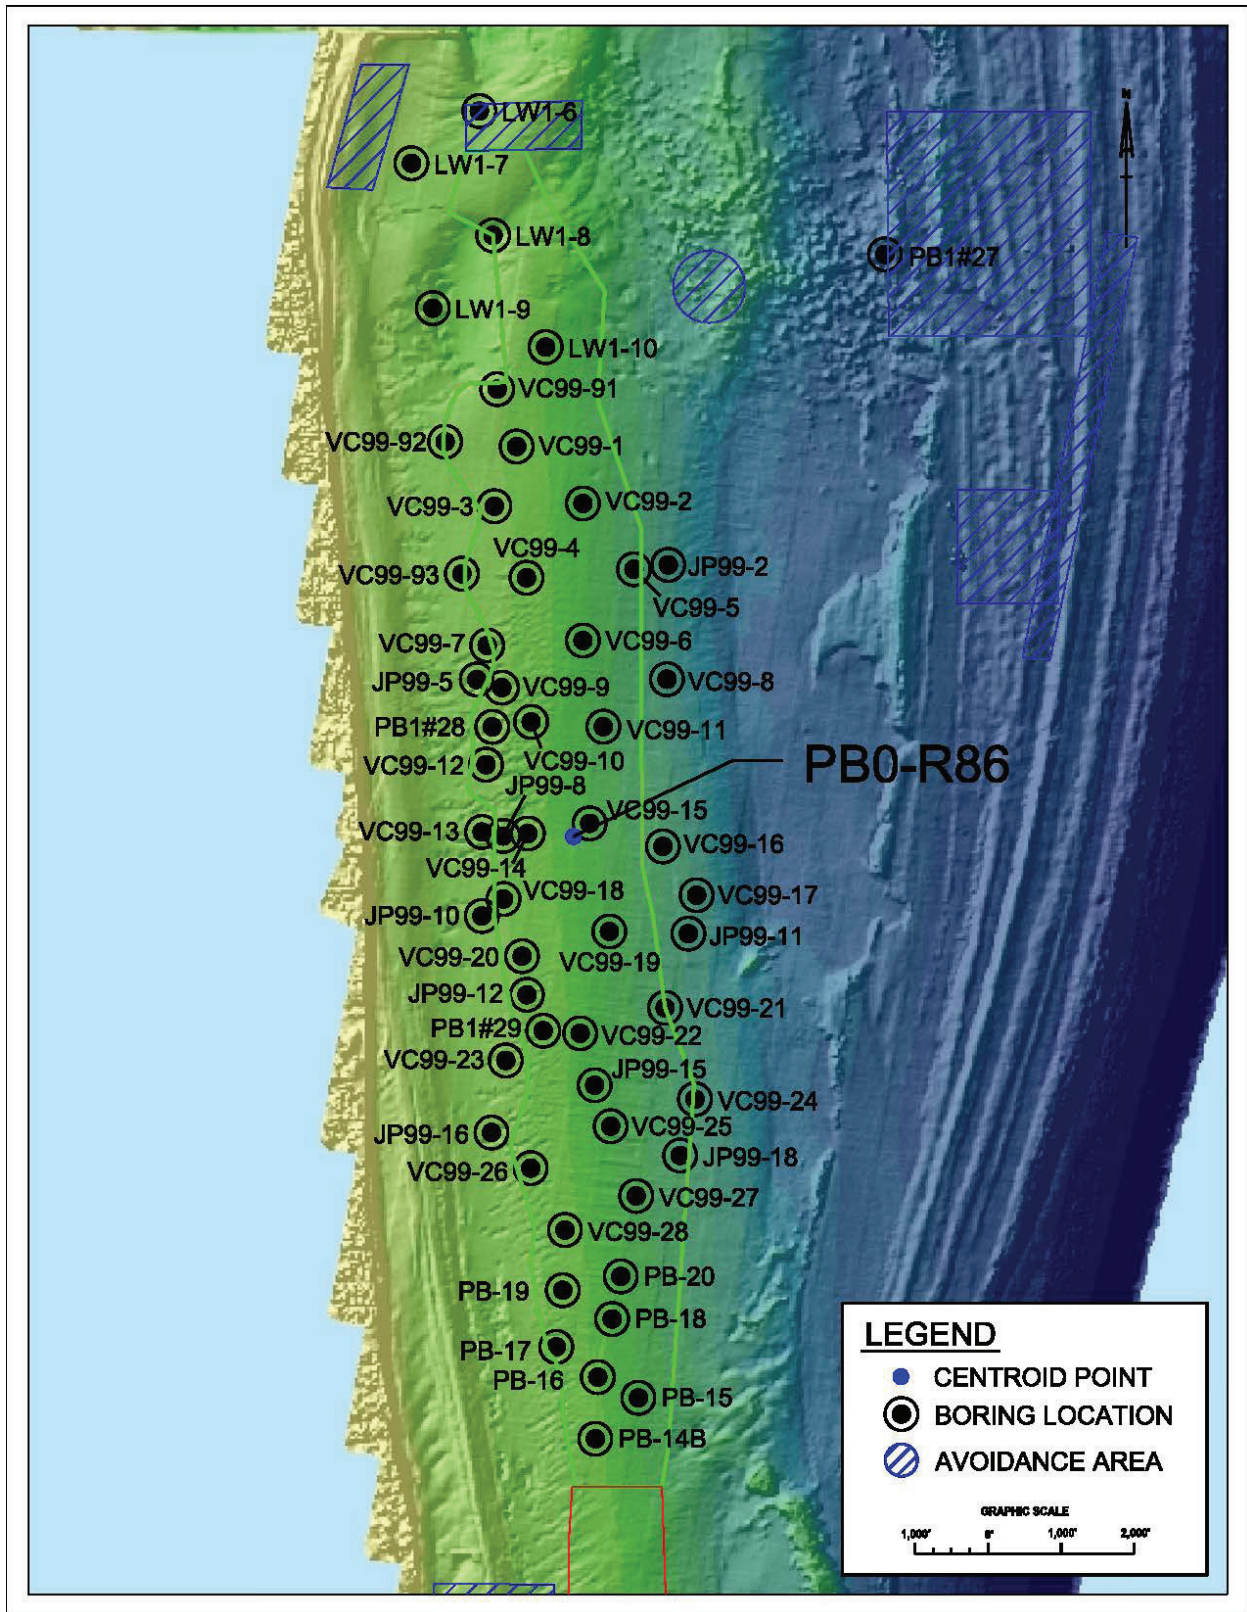 N
LW1-6
LW1-7
LW1-8
PB1#27
LW1-9
LW1-10
VC99-91
VC99-92
VC99-1
VC99-3
VC99-2
VC99-4
VC99-93
JP99-2
VC99-5
VC99-7
VC99-6
JP99-5
VC99-9
VC99-8
PB1#28
VC99-11
VC99-10
VC99-12
PB0-R86
JP99-8
VC99-15
VC99-13
VC99-16
VC99-14
VC99-18
VC99-17
JP99-10
JP99-11
VC99-20
VC99-19
JP99-12
VC99-21
PB1#29
VC99-22
VC99-23
JP99-15
VC99-24
VC99-25
JP99-16
JP99-18
VC99-26
VC99-27
VC99-28
PB-20
PB-19
PB-18
PB-17
PB-16
PB-15
PB-14B
LEGEND
CENTROID POINT
BORING LOCATION
AVOIDANCE AREA
GRAPHIC SCALE
1,000' 0" 1,000' 2,000'